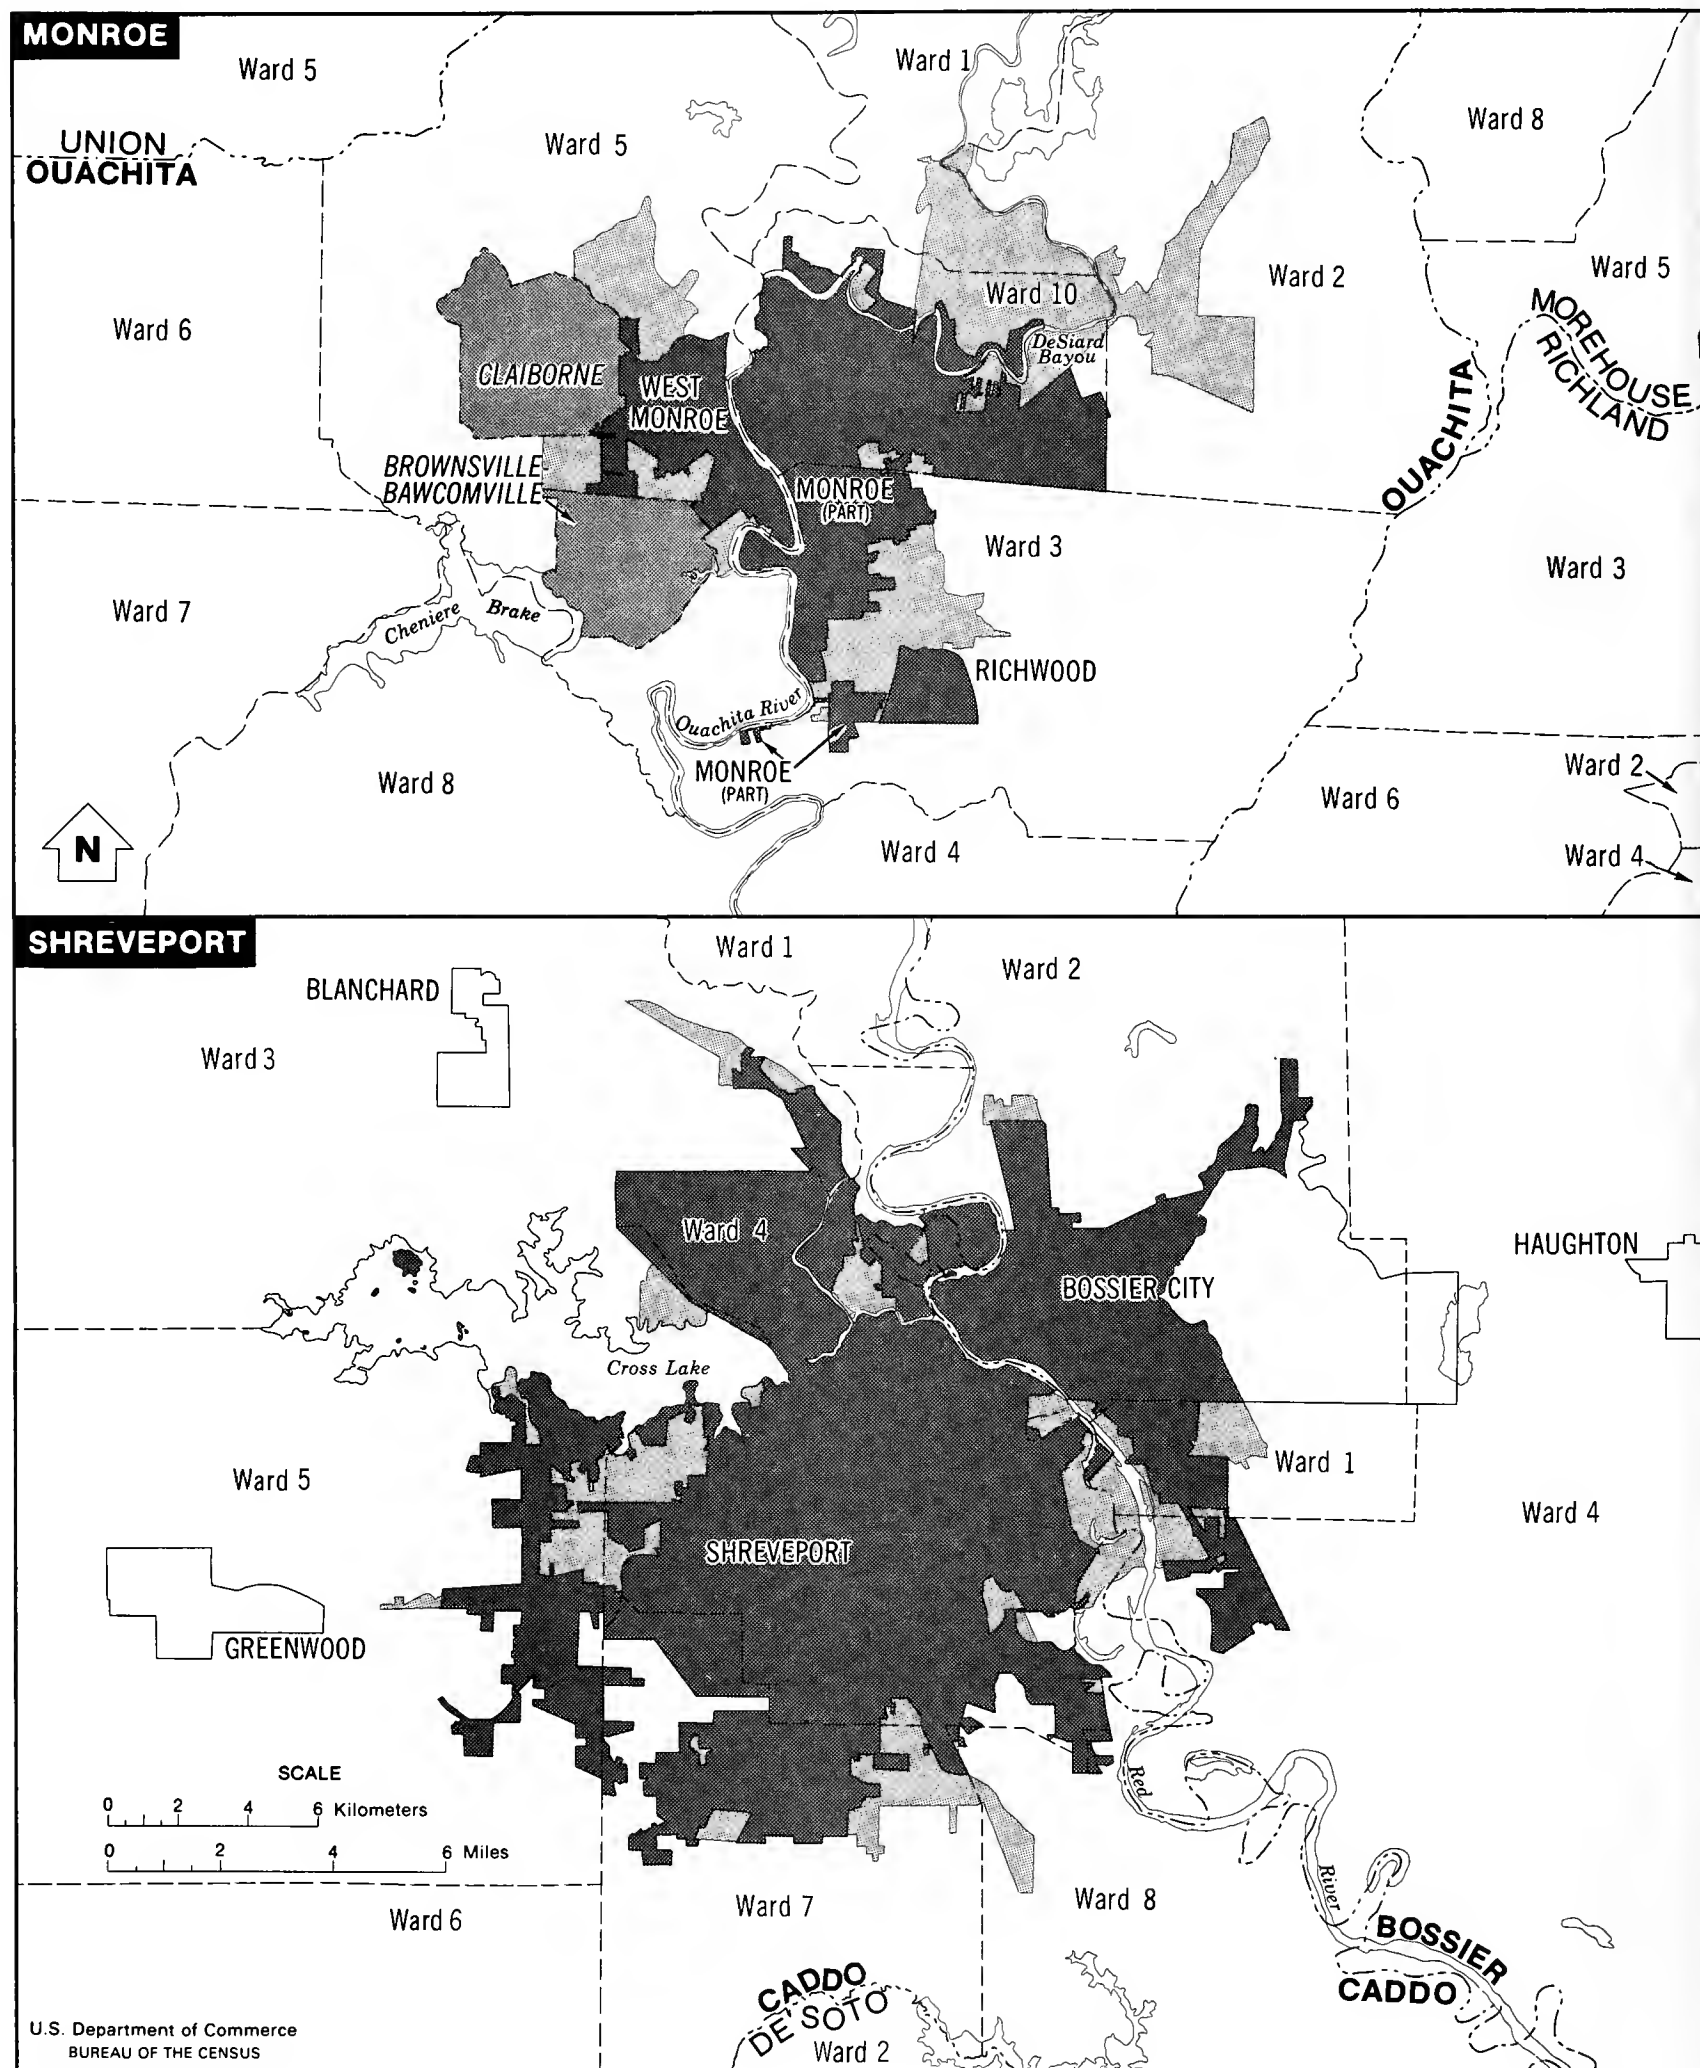 MONROE
Ward 5
Ward 1
Ward 8
UNION
OUACHITA
Ward 5
Ward 6
Ward 10
Ward 2
Ward 5
MOREHOUSE
RICHLAND
DeSiard
Bayou
CLAIBORNE
WEST
MONROE
OUACHITA
BROWNSVILLE-
BAWCOMVILLE
MONROE
(PART)
Ward 3
Ward 3
Ward 7
Cheniere Brake
RICHWOOD
Ouachita River
MONROE
(PART)
Ward 8
Ward 6
Ward 2
Ward 4
Ward 4
N
SHREVEPORT
Ward 1
Ward 2
BLANCHARD
Ward 3
Ward 4
HAUGHTON
BOSSIER CITY
Cross Lake
Ward 5
Ward 1
Ward 4
SHREVEPORT
GREENWOOD
SCALE
0 2 4 6 Kilometers
0 2 4 6 Miles
Red
River
Ward 6
Ward 7
Ward 8
BOSSIER
CADDO
CADDO
DE SOTO
Ward 2
U.S. Department of Commerce
BUREAU OF THE CENSUS